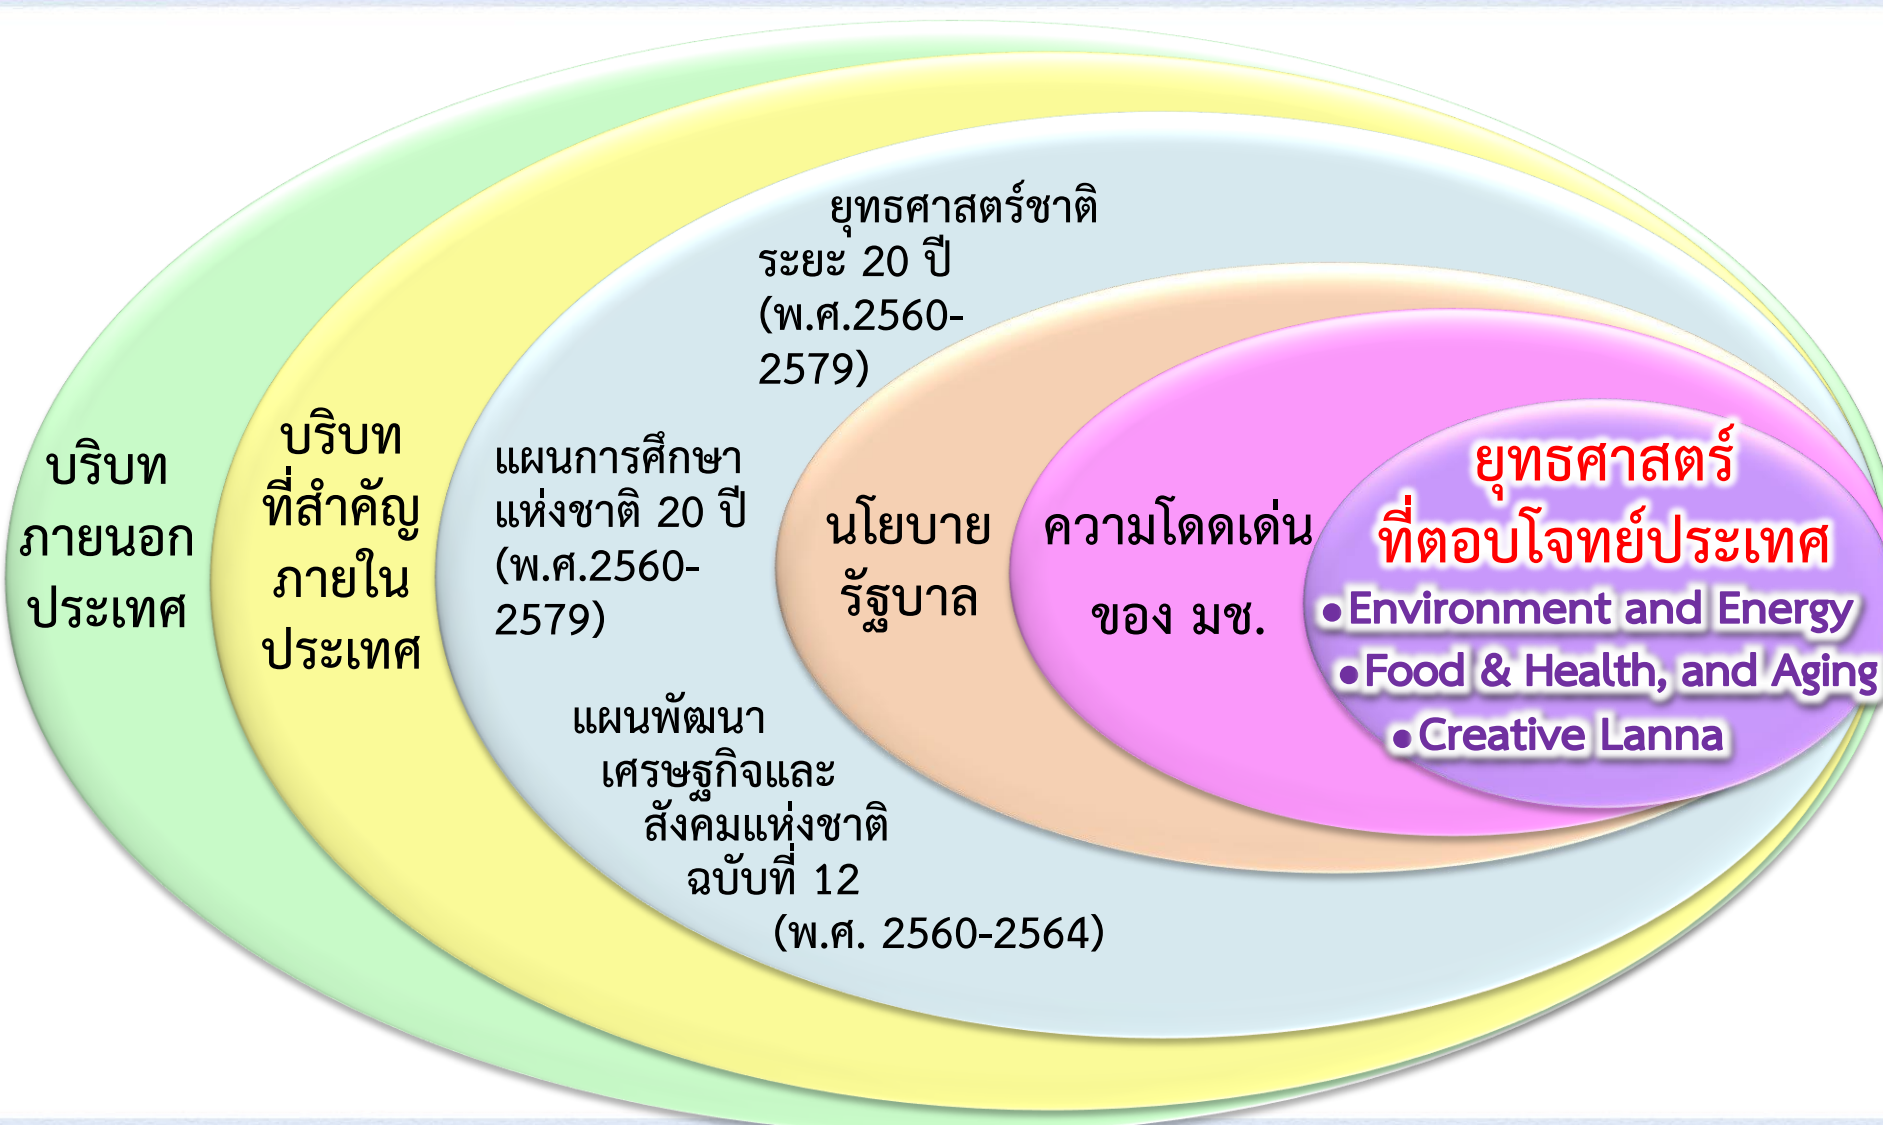 บริบท
ภายนอก
ประเทศ
บริบท
ที่สำคัญ
ภายใน
ประเทศ
ยุทธศาสตร์ชาติ
ระยะ 20 ปี
(พ.ศ.2560-
2579)
แผนการศึกษา
แห่งชาติ 20 ปี
(พ.ศ.2560-
2579)
แผนพัฒนา
เศรษฐกิจและ
สังคมแห่งชาติ
ฉบับที่ 12
(พ.ศ. 2560-2564)
นโยบาย
รัฐบาล
ความโดดเด่น
ของ มช.
ยุทธศาสตร์
ที่ตอบโจทย์ประเทศ
•Environment and Energy
•Food & Health, and Aging
•Creative Lanna